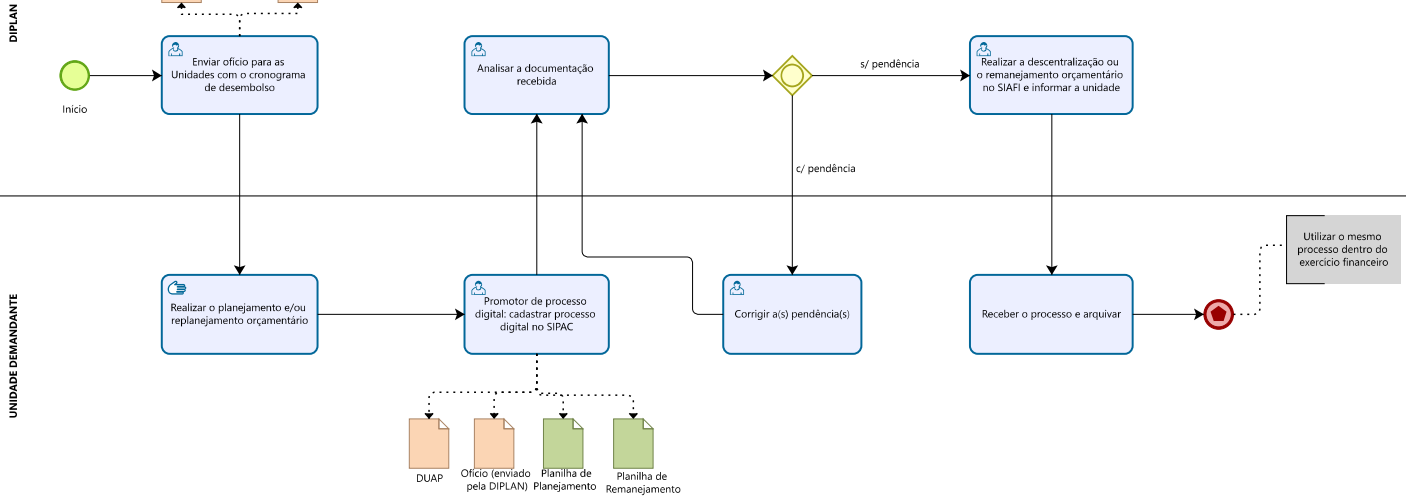 DIPLAN
Enviar ofício para as
Unidades com o cronograma
de desembolso
Início
Analisar a documentação
recebida
s/ pendência
c/ pendência
Realizar a descentralização ou
o remanejamento orçamentário
no SIAFI e informar a unidade
UNIDADE DEMANDANTE
Realizar o planejamento e/ou
replanejamento orçamentário
Promotor de processo
digital: cadastrar processo
digital no SIPAC
Corrigir a(s) pendência(s)
Receber o processo e arquivar
Utilizar o mesmo
processo dentro do
exercicio financeiro
DUAP
Ofício (enviado
pela DIPLAN)
Planilha de
Planejamento
Planilha de
Remanejamento